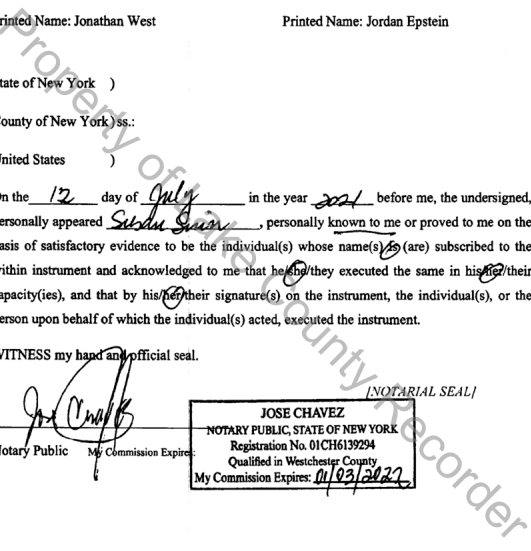 rinted Name: Jonathan West Printed Name: Jordan Epstein
tate of New York )
ounty of New York ) ss.:
nited States )
n the 12 day of July in the year 2021 before me, the undersigned,
ersonally appeared Susan Swan, personally known to me or proved to me on the
asis of satisfactory evidence to be the individual(s) whose name(s) is (are) subscribed to the
ithin instrument and acknowledged to me that he/she/they executed the same in his/her/their
apacity(ies), and that by his/her/their signature(s) on the instrument, the individual(s), or the
erson upon behalf of which the individual(s) acted, executed the instrument.
WITNESS my hand and official seal.
[NOTARIAL SEAL]
JOSE CHAVEZ
NOTARY PUBLIC, STATE OF NEW YORK
Registration No. 01CH6139294
Qualified in Westchester County
My Commission Expires: 01/03/2022
otary Public My Commission Expires:
Property of Lake County Recorder